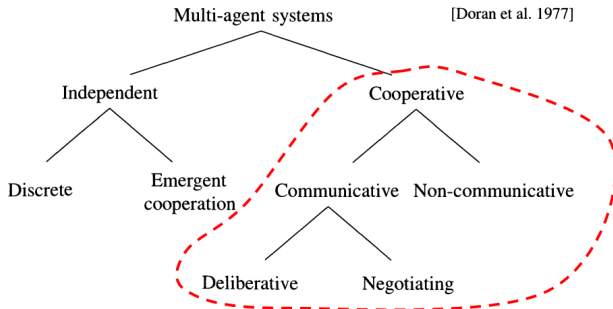 Multi-agent systems
[Doran et al. 1977]
Independent
Cooperative
Discrete
Emergent
cooperation
Communicative
Non-communicative
Deliberative
Negotiating